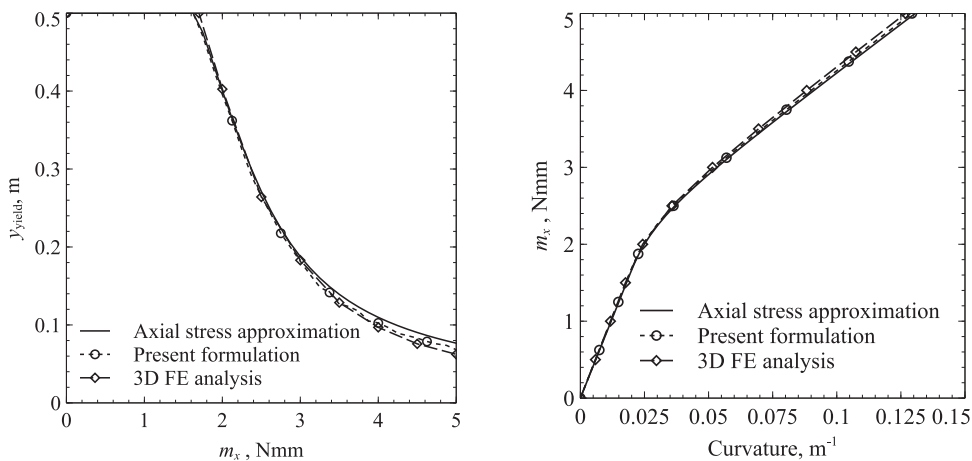 0.5
0.4
0.3
0.2
0.1
0
y_yield, m
0
1
2
3
4
5
m_x , Nmm
Axial stress approximation
Present formulation
3D FE analysis
5
4
3
2
1
0
m_x , Nmm
0
0.025
0.05
0.075
0.1
0.125
0.15
Curvature, m⁻¹
Axial stress approximation
Present formulation
3D FE analysis